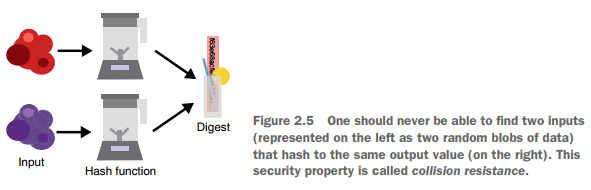 Input
Hash function
Digest
Figure 2.5 One should never be able to find two inputs
(represented on the left as two random blobs of data)
that hash to the same output value (on the right). This
security property is called collision resistance.